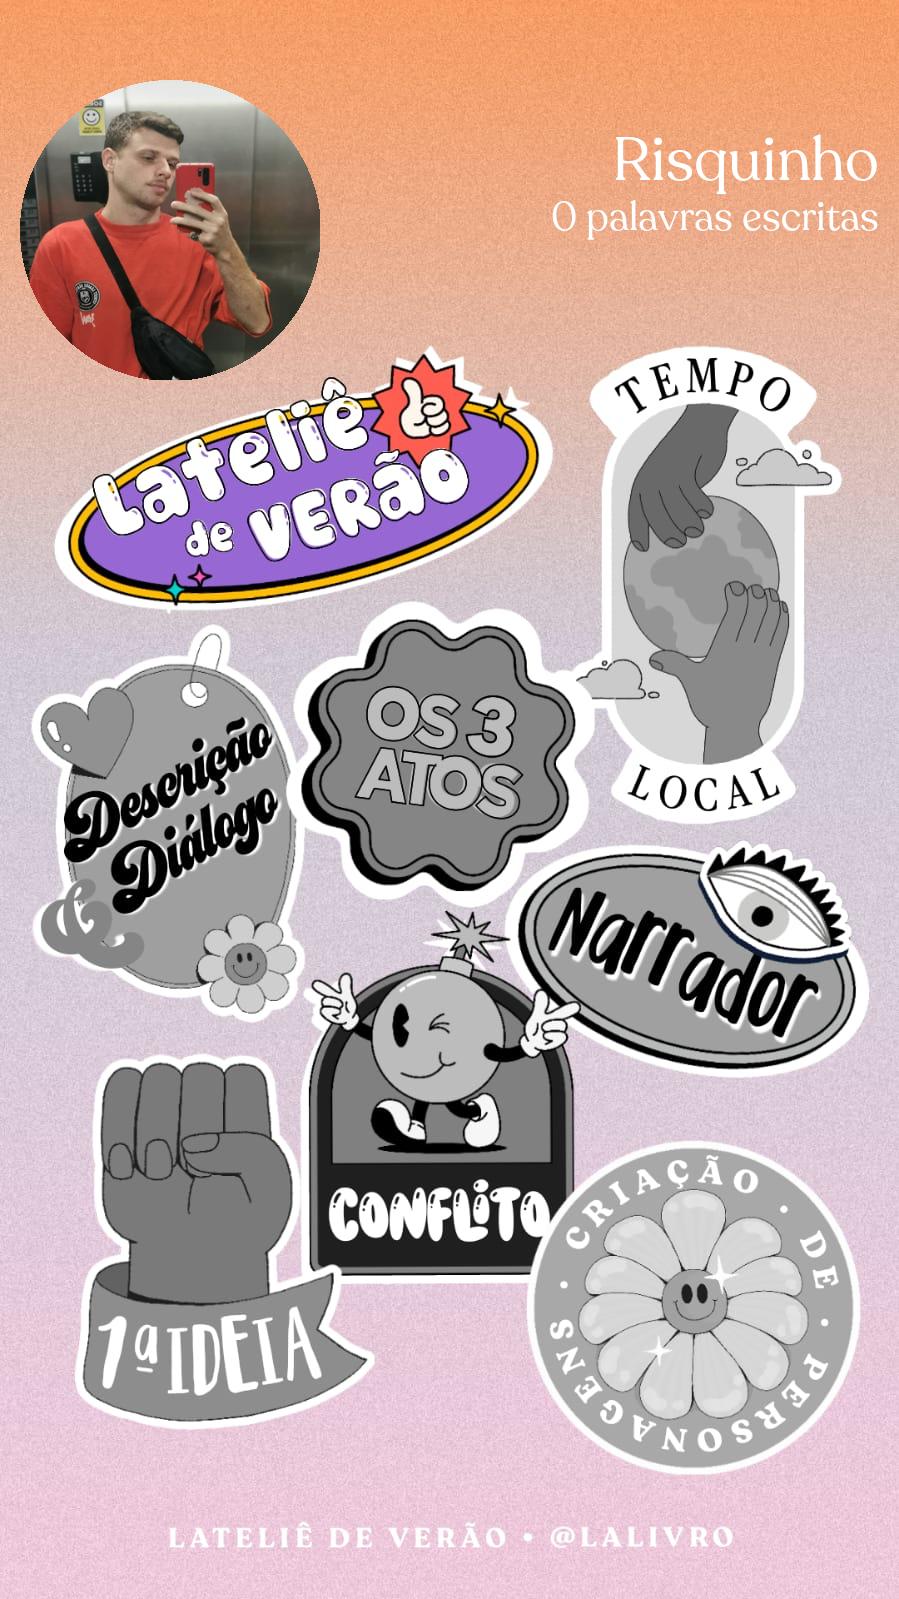 Risquinho
0 palavras escritas
Lateliê
de VERÃO
TEMPO
LOCAL
OS 3
ATOS
Descrição
&
Diálogo
Narrador
CONFLITO
1ª IDEIA
CRIAÇÃO · DE · PERSONAGENS ·
LATELIÊ DE VERÃO • @LALIVRO